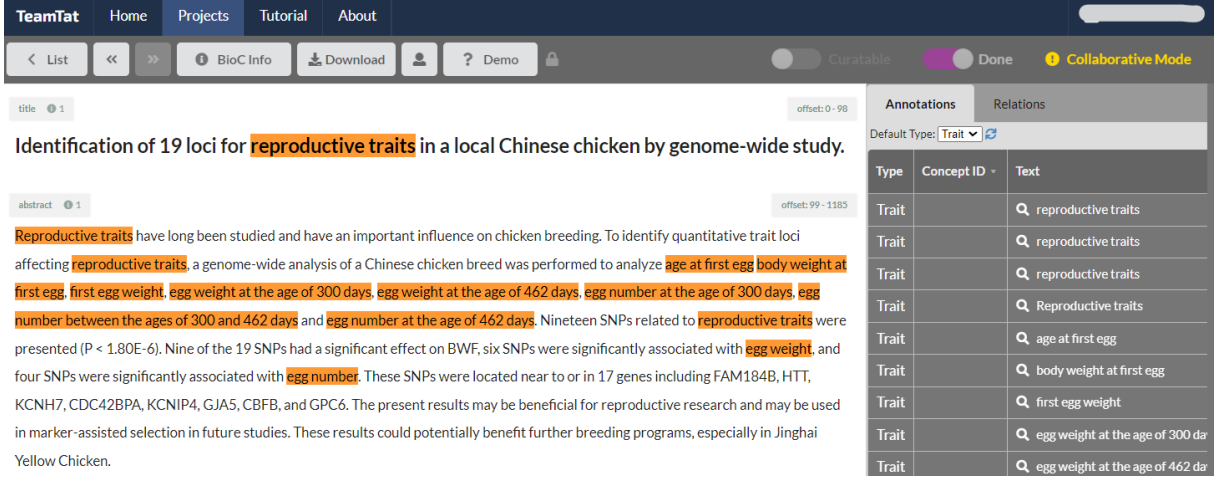 TeamTat Home Projects Tutorial About
List « » BioC Info Download ? Demo Curatable Done Collaborative Mode
title 1 offset: 0 - 98
Identification of 19 loci for reproductive traits in a local Chinese chicken by genome-wide study.
abstract 1 offset: 99 - 1185
Reproductive traits have long been studied and have an important influence on chicken breeding. To identify quantitative trait loci
affecting reproductive traits, a genome-wide analysis of a Chinese chicken breed was performed to analyze age at first egg body weight at
first egg, first egg weight, egg weight at the age of 300 days, egg weight at the age of 462 days, egg number at the age of 300 days, egg
number between the ages of 300 and 462 days and egg number at the age of 462 days. Nineteen SNPs related to reproductive traits were
presented (P < 1.80E-6). Nine of the 19 SNPs had a significant effect on BWF, six SNPs were significantly associated with egg weight, and
four SNPs were significantly associated with egg number. These SNPs were located near to or in 17 genes including FAM184B, HTT,
KCNH7, CDC42BPA, KCNIP4, GJA5, CBFB, and GPC6. The present results may be beneficial for reproductive research and may be used
in marker-assisted selection in future studies. These results could potentially benefit further breeding programs, especially in Jinghai
Yellow Chicken.
Annotations Relations
Default Type: Trait
Type Concept ID Text
Trait reproductive traits
Trait reproductive traits
Trait reproductive traits
Trait Reproductive traits
Trait age at first egg
Trait body weight at first egg
Trait first egg weight
Trait egg weight at the age of 300 da
Trait egg weight at the age of 462 da